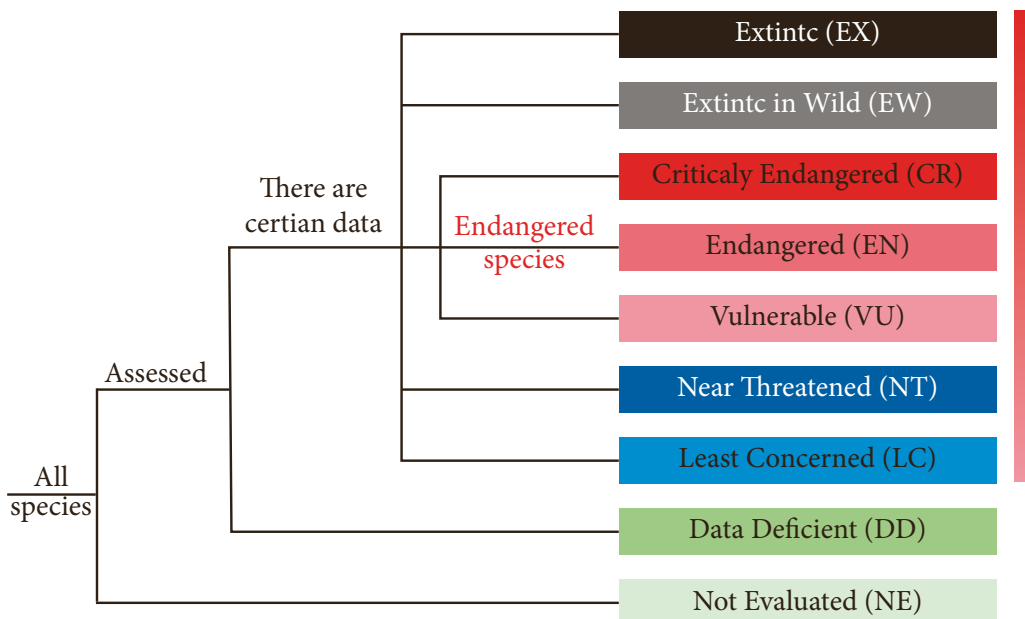 Extintc (EX)
Extintc in Wild (EW)
Criticaly Endangered (CR)
There are
certian data
Endangered
species
Endangered (EN)
Vulnerable (VU)
Assessed
Near Threatened (NT)
Least Concerned (LC)
All
species
Data Deficient (DD)
Not Evaluated (NE)